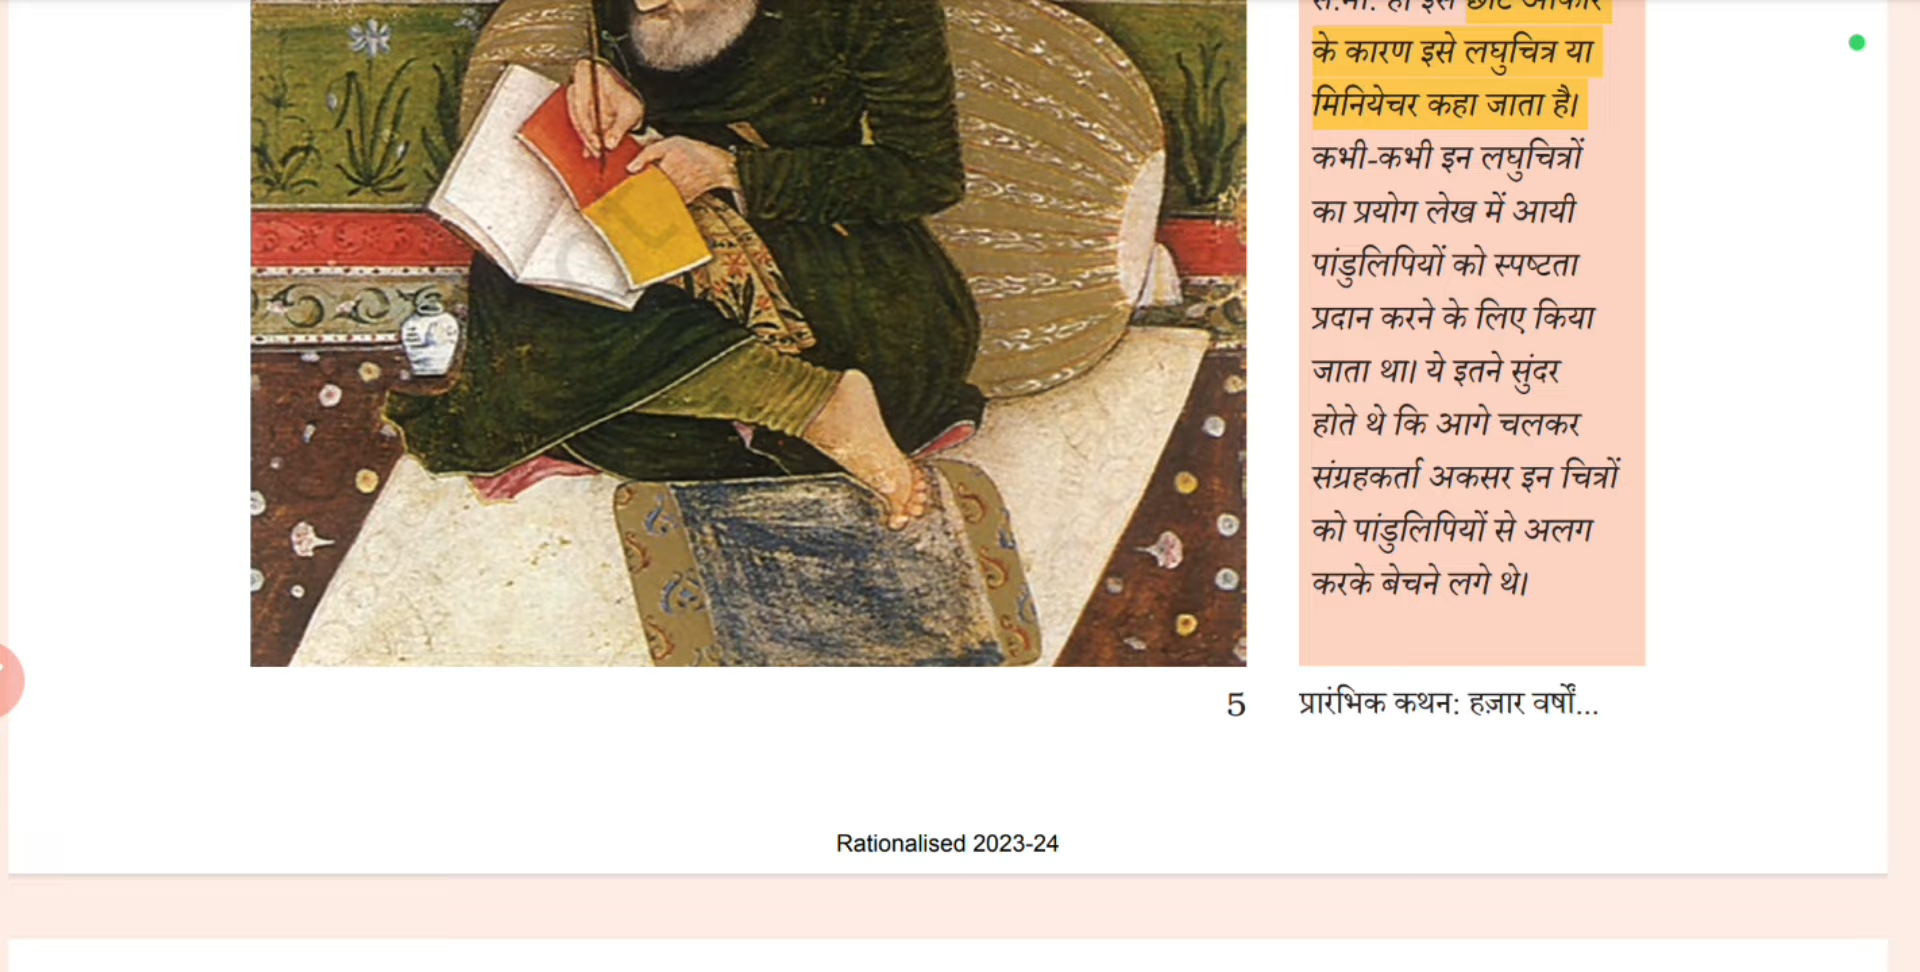 के कारण इसे लघुचित्र या
मिनियेचर कहा जाता है।
कभी-कभी इन लघुचित्रों
का प्रयोग लेख में आयी
पांडुलिपियों को स्पष्टता
प्रदान करने के लिए किया
जाता था। ये इतने सुंदर
होते थे कि आगे चलकर
संग्रहकर्ता अकसर इन चित्रों
को पांडुलिपियों से अलग
करके बेचने लगे थे।
5 प्रारंभिक कथन: हज़ार वर्षों...
Rationalised 2023-24